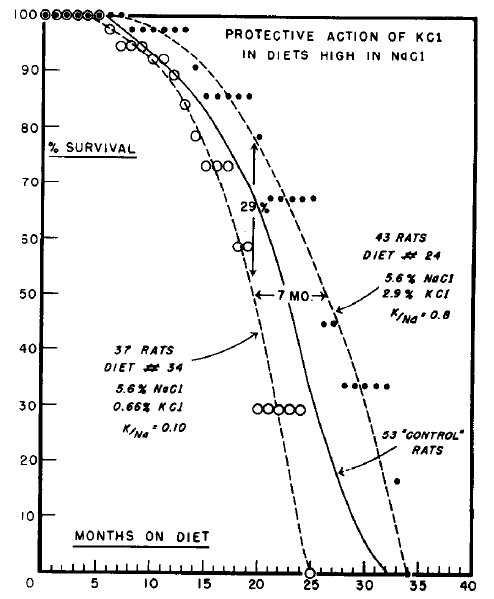 PROTECTIVE ACTION OF KCl
IN DIETS HIGH IN NaCl
100
90
80
% SURVIVAL
70
29%
60
43 RATS
DIET # 24
5.6% NaCl
2.9% KCl
K/Na = 0.8
50
7 MO.
40
37 RATS
DIET # 34
5.6% NaCl
0.66% KCl
K/Na = 0.10
30
53 "CONTROL"
RATS
20
10
MONTHS ON DIET
0 5 10 15 20 25 30 35 40